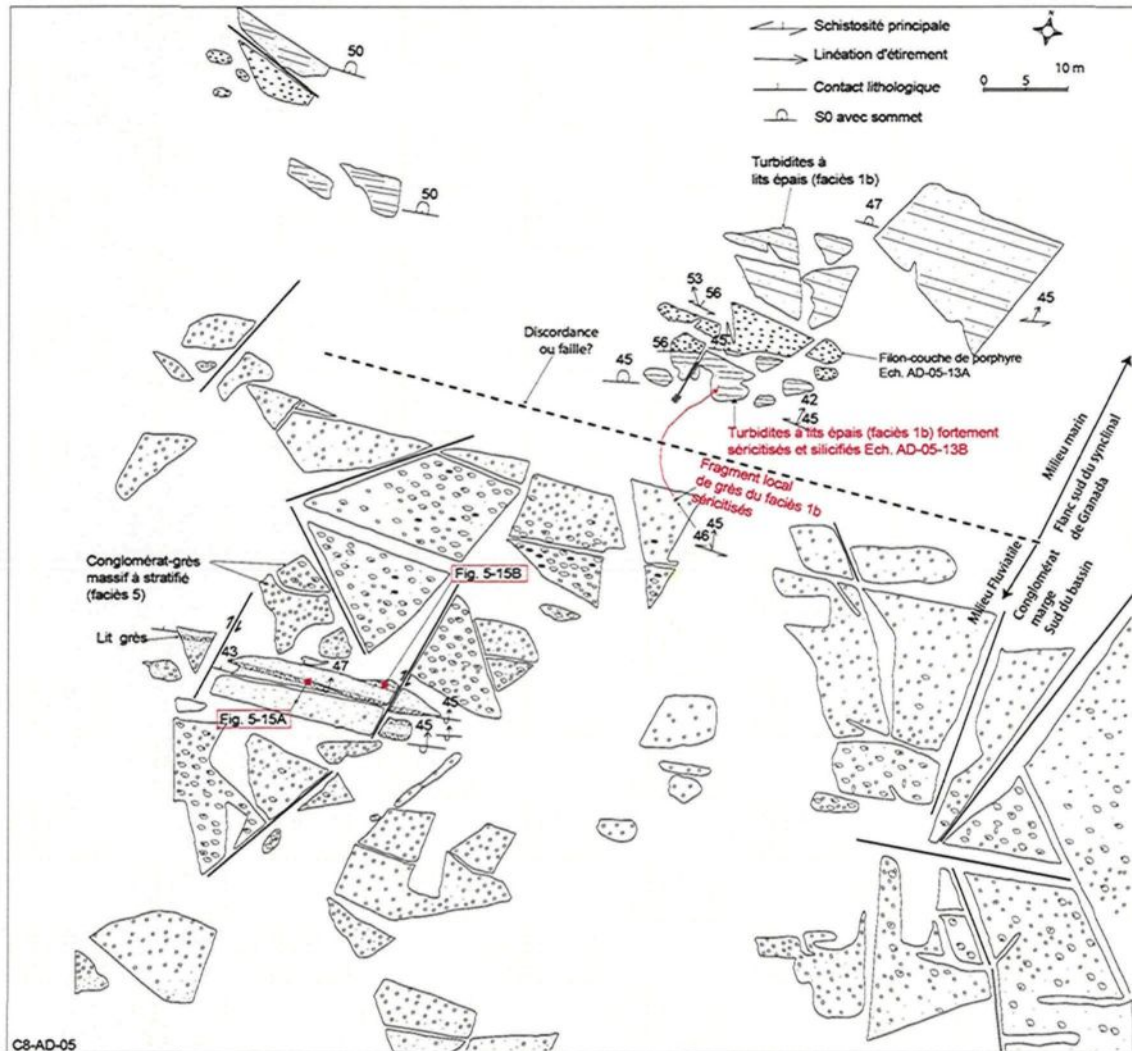 50
Schistosité principale
N
Linéation d'étirement
0 5 10 m
Contact lithologique
S0 avec sommet
50
Turbidites à
lits épais (faciès 1b)
47
53
56
45
Discordance
ou faille?
56
45
45
Filon-couche de porphyre
Ech. AD-05-13A
42
45
Turbidites à lits épais (faciès 1b) fortement
séricitisés et silicifiés Ech. AD-05-13B
Milieu marin
Flanc sud du synclinal
de Granada
Fragment local
de grès du faciès 1b
séricitisés
45
46
Milieu Fluviatile
Conglomérat
marge
Sud du bassin
Conglomérat-grès
massif à stratifié
(faciès 5)
Fig. 5-15B
Lit grès
43
47
Fig. 5-15A
45
45
C8-AD-05